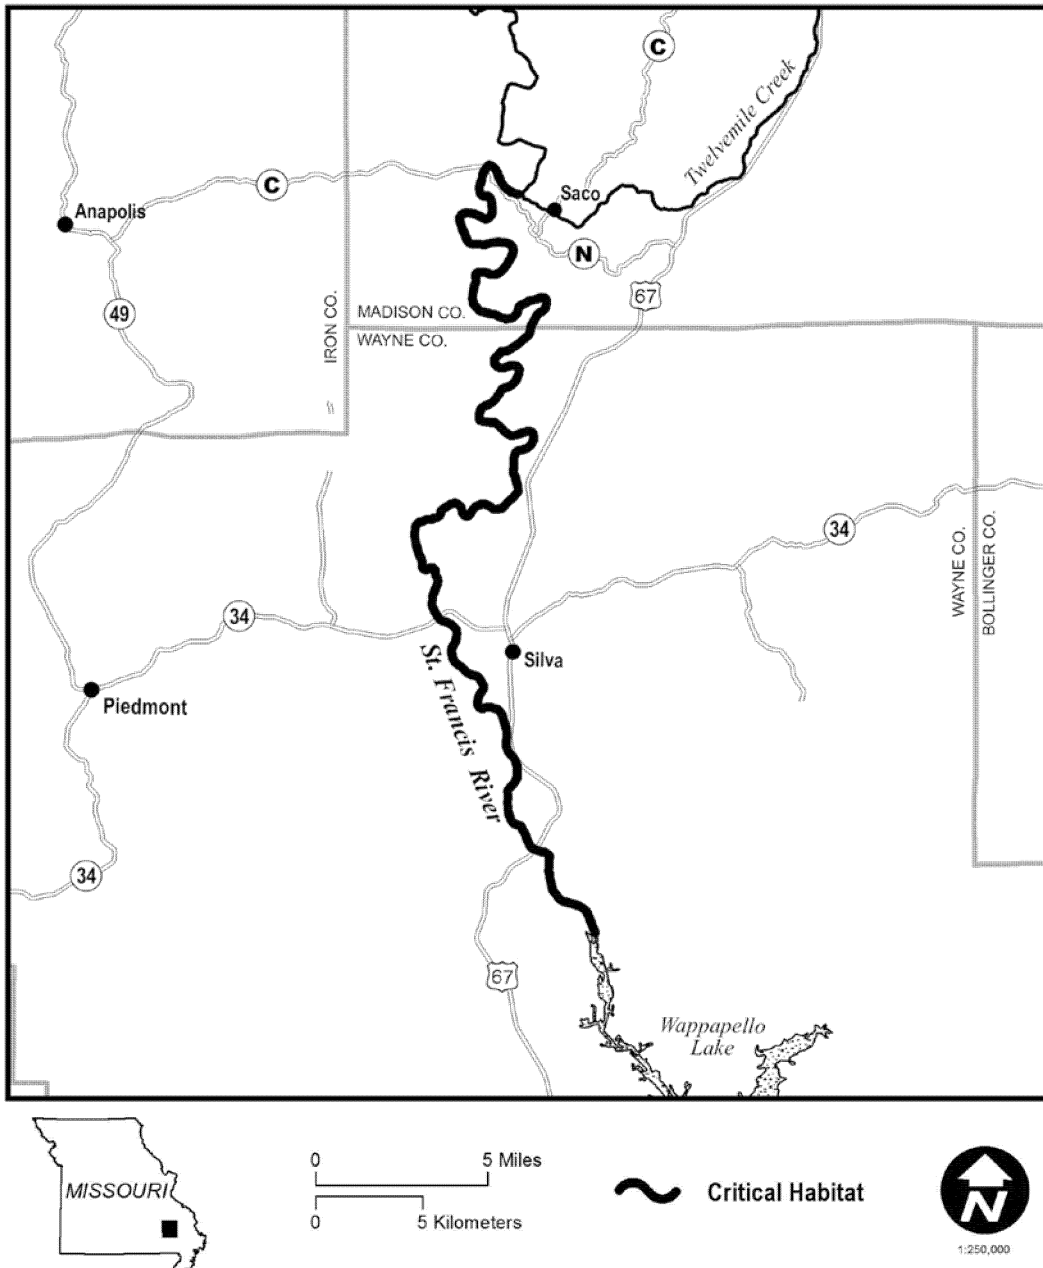 C
Twelvemile Creek
C
Saco
Anapolis
N
67
49
IRON CO.
MADISON CO.
WAYNE CO.
34
WAYNE CO.
BOLLINGER CO.
34
Silva
St. Francis River
Piedmont
34
67
Wappapello
Lake
MISSOURI
0
5 Miles
0
5 Kilometers
Critical Habitat
N
1:250,000